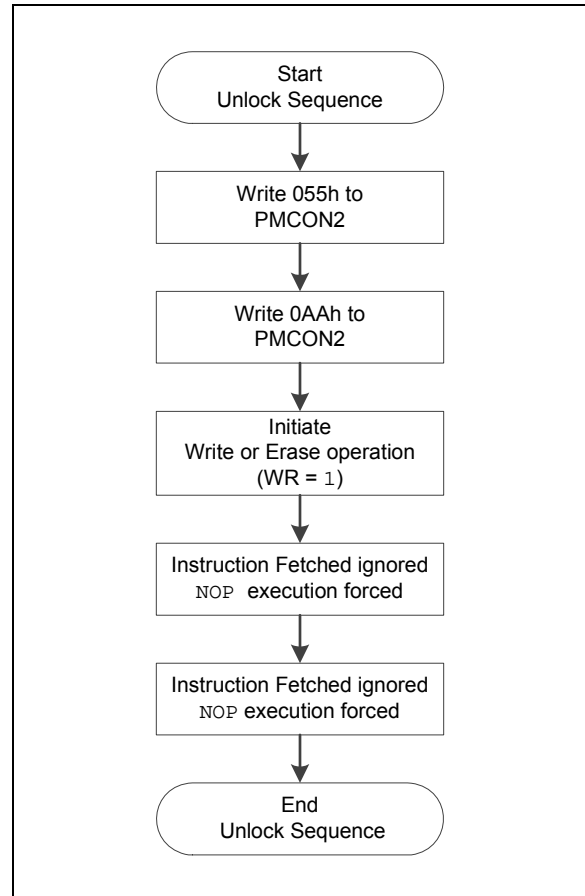 Start
Unlock Sequence
Write 055h to
PMCON2
Write 0AAh to
PMCON2
Initiate
Write or Erase operation
(WR = 1)
Instruction Fetched ignored
NOP execution forced
Instruction Fetched ignored
NOP execution forced
End
Unlock Sequence